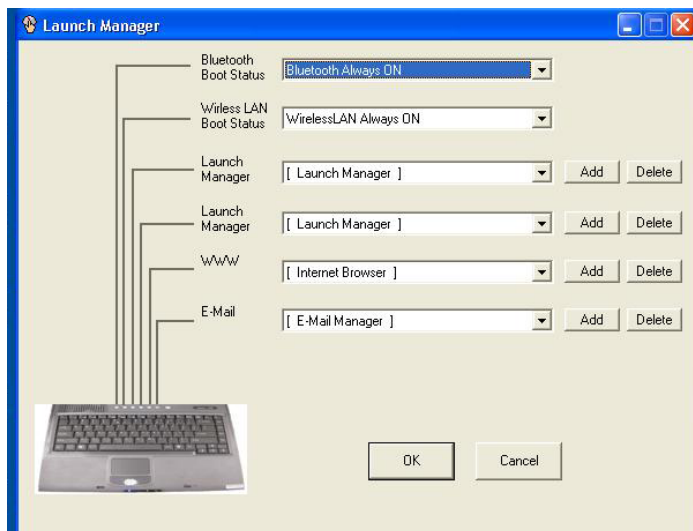 Launch Manager
Bluetooth
Boot Status
Bluetooth Always ON
Wirless LAN
Boot Status
WirelessLAN Always ON
Launch
Manager
[ Launch Manager ]
Add
Delete
Launch
Manager
[ Launch Manager ]
Add
Delete
WWW
[ Internet Browser ]
Add
Delete
E-Mail
[ E-Mail Manager ]
Add
Delete
OK
Cancel